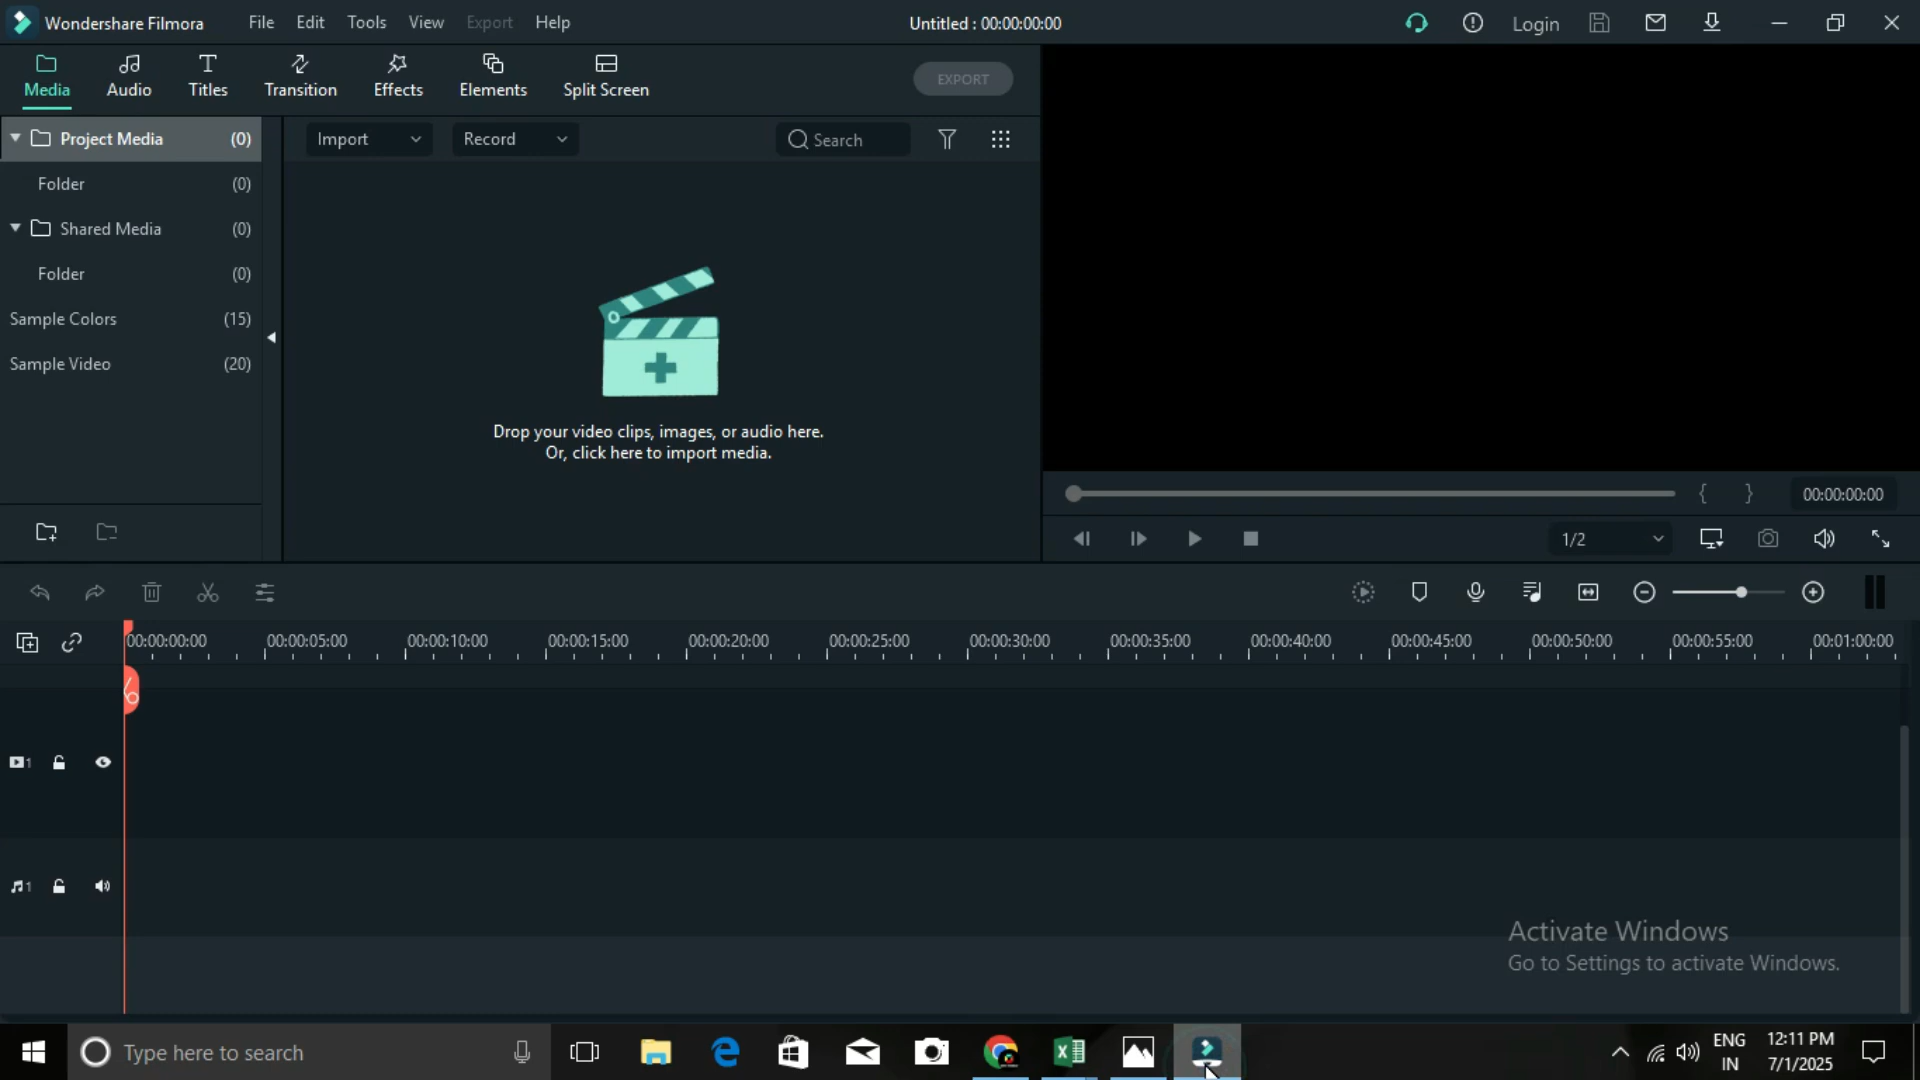 Wondershare Filmora File Edit Tools View Export Help Untitled : 00:00:00:00 Login
Media Audio Titles Transition Effects Elements Split Screen EXPORT
Project Media (0) Import Record Search
Folder (0)
Shared Media (0)
Folder (0)
Sample Colors (15)
Sample Video (20)
Drop your video clips, images, or audio here.
Or, click here to import media.
{ } 00:00:00:00
1/2
00:00:00:00 00:00:05:00 00:00:10:00 00:00:15:00 00:00:20:00 00:00:25:00 00:00:30:00 00:00:35:00 00:00:40:00 00:00:45:00 00:00:50:00 00:00:55:00 00:01:00:00
1
1
Activate Windows
Go to Settings to activate Windows.
Type here to search ENG 12:11 PM
IN 7/1/2025